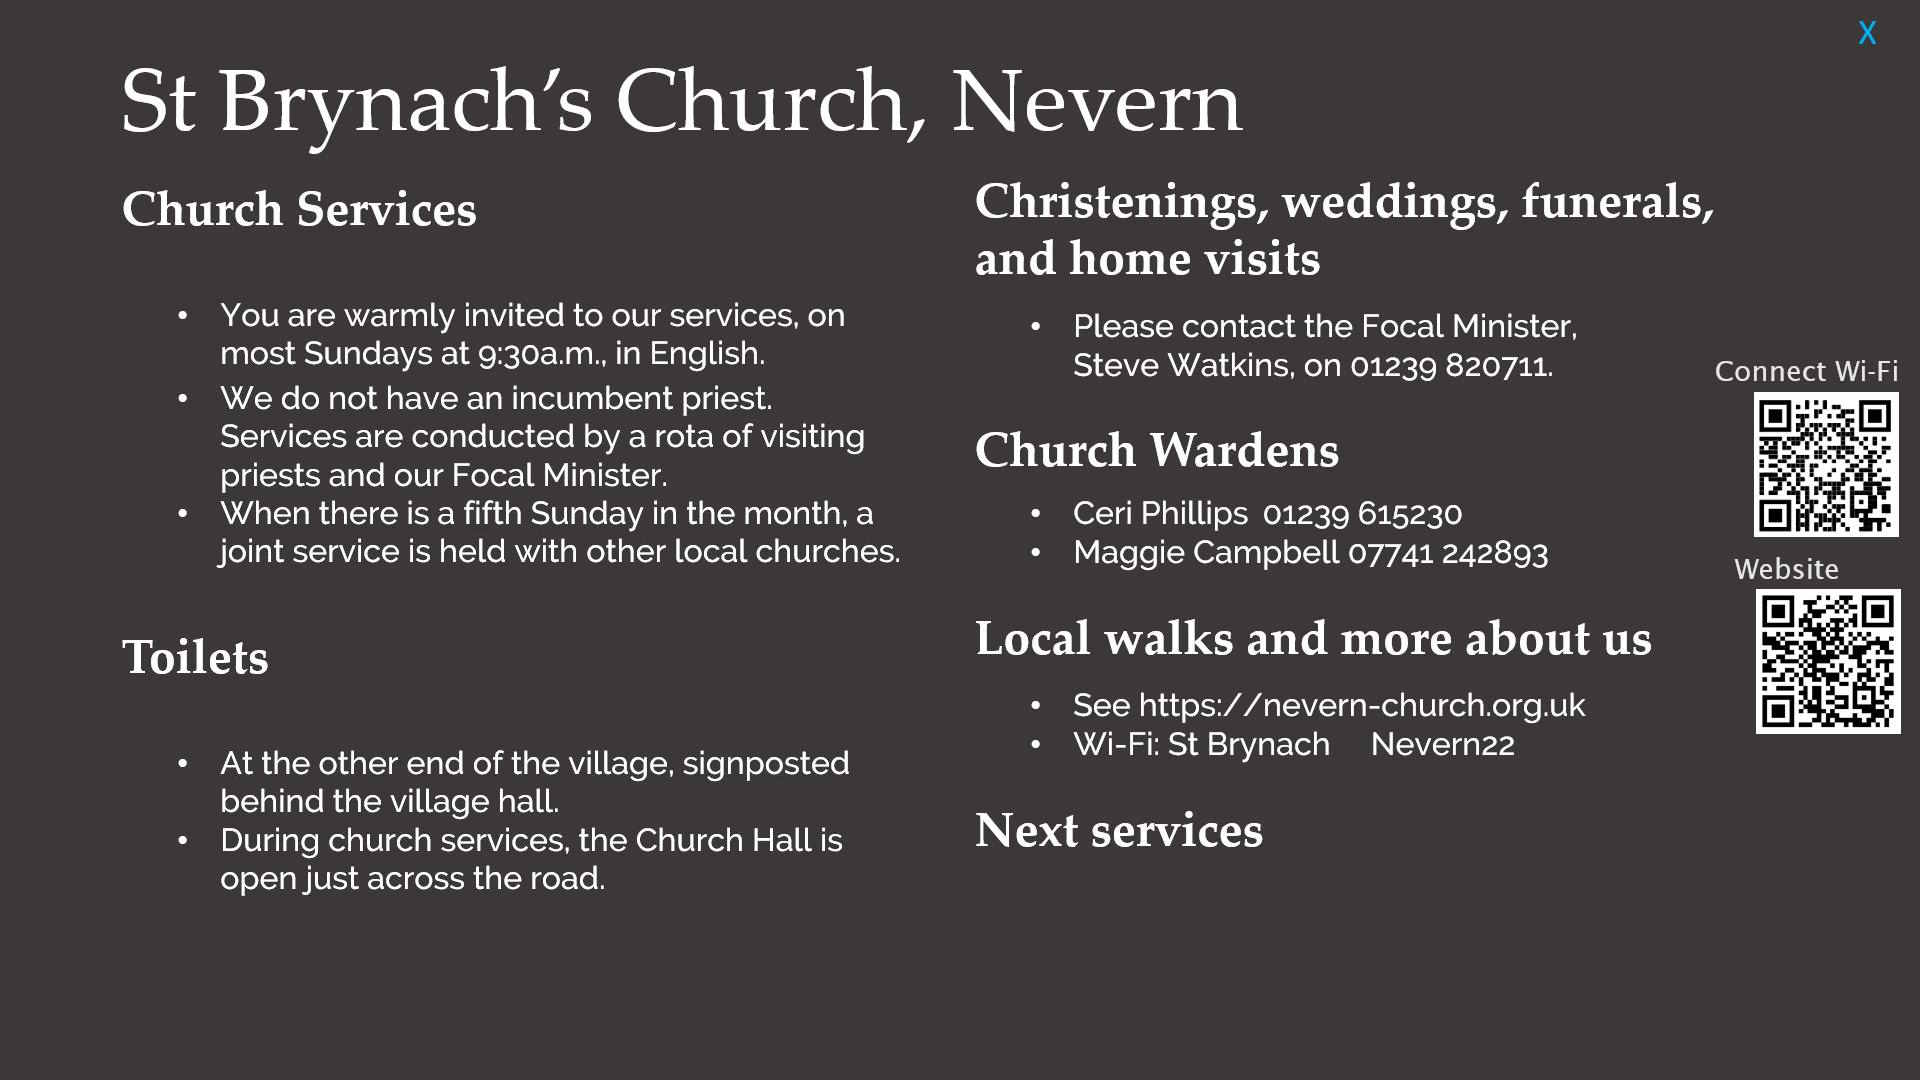 X
St Brynach’s Church, Nevern
Church Services
• You are warmly invited to our services, on
most Sundays at 9:30a.m., in English.
• We do not have an incumbent priest.
Services are conducted by a rota of visiting
priests and our Focal Minister.
• When there is a fifth Sunday in the month, a
joint service is held with other local churches.
Toilets
• At the other end of the village, signposted
behind the village hall.
• During church services, the Church Hall is
open just across the road.
Christenings, weddings, funerals,
and home visits
• Please contact the Focal Minister,
Steve Watkins, on 01239 820711.
Church Wardens
• Ceri Phillips 01239 615230
• Maggie Campbell 07741 242893
Local walks and more about us
• See https://nevern-church.org.uk
• Wi-Fi: St Brynach Nevern22
Next services
Connect Wi-Fi
Website